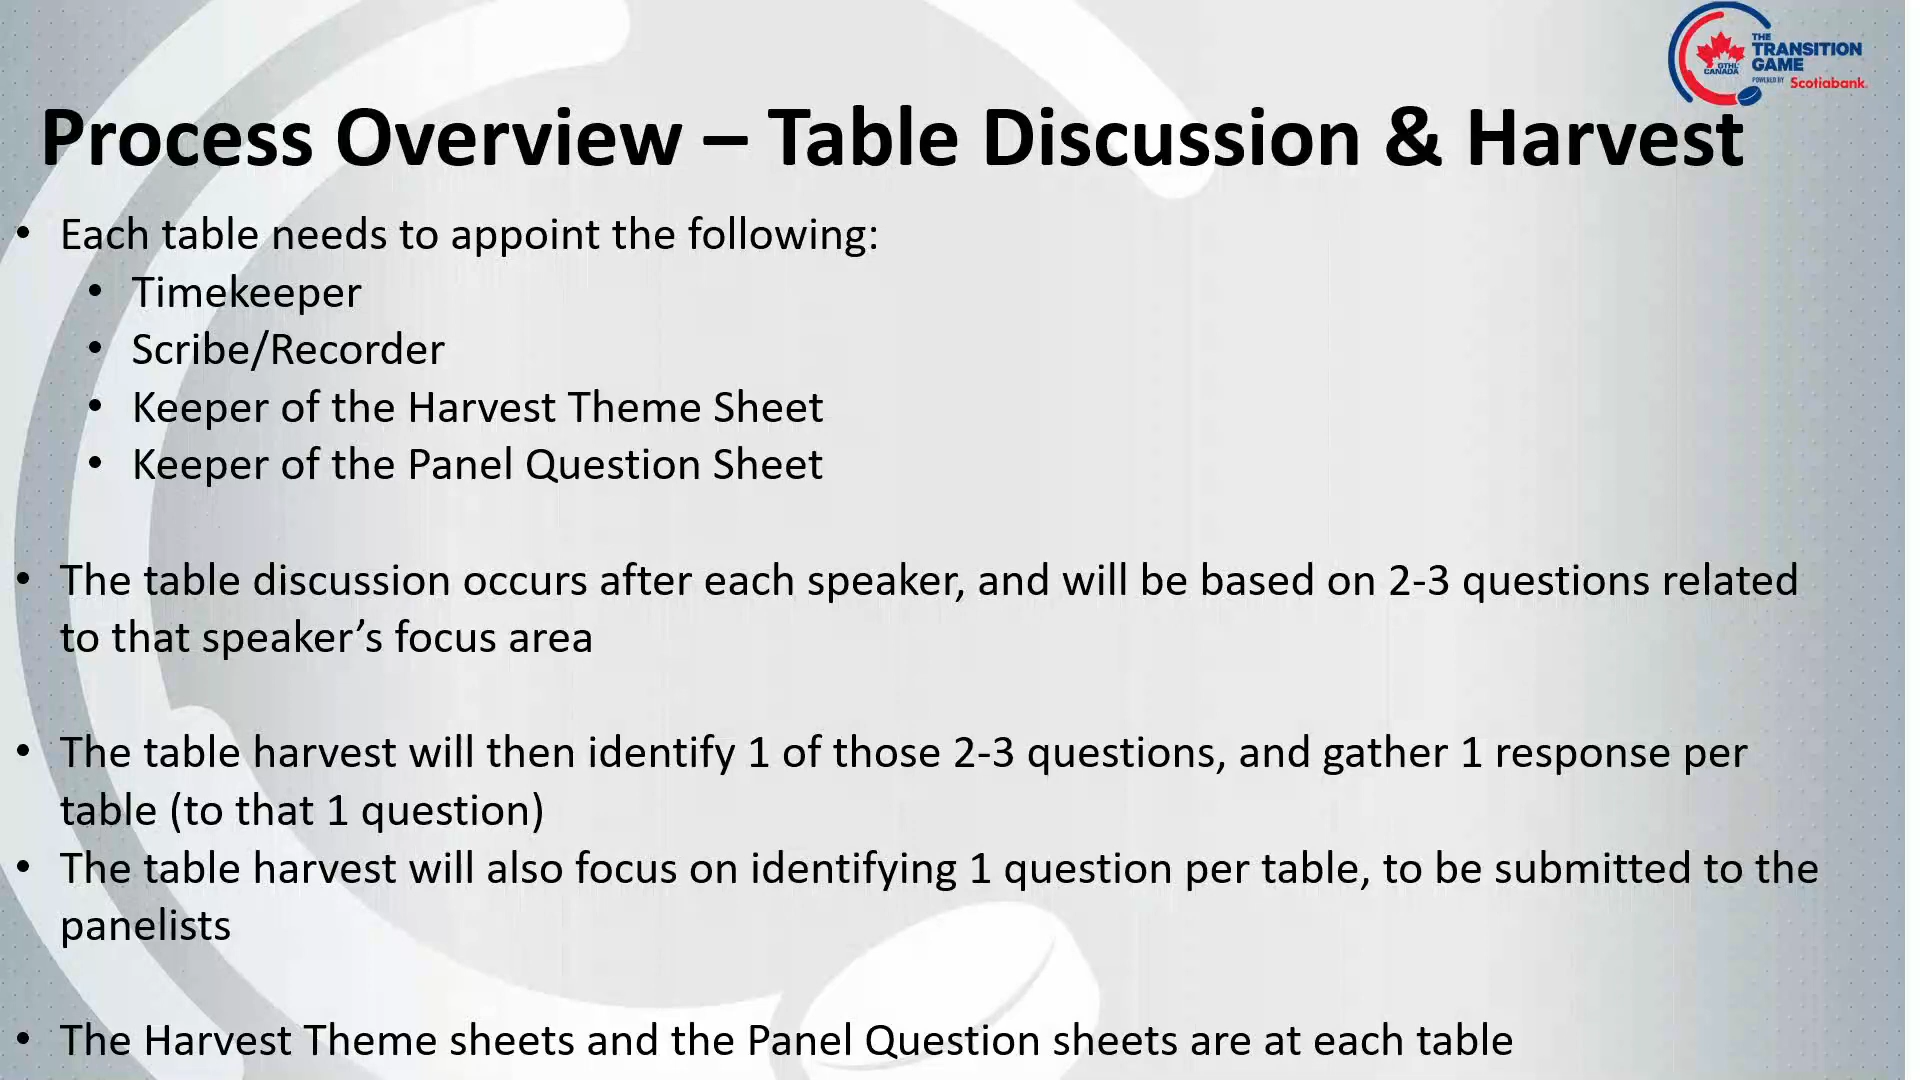 THE
TRANSITION
GAME
GTHL
CANADA
POWERED BY Scotiabank
Process Overview – Table Discussion & Harvest
• Each table needs to appoint the following:
• Timekeeper
• Scribe/Recorder
• Keeper of the Harvest Theme Sheet
• Keeper of the Panel Question Sheet
• The table discussion occurs after each speaker, and will be based on 2-3 questions related
to that speaker’s focus area
• The table harvest will then identify 1 of those 2-3 questions, and gather 1 response per
table (to that 1 question)
• The table harvest will also focus on identifying 1 question per table, to be submitted to the
panelists
• The Harvest Theme sheets and the Panel Question sheets are at each table